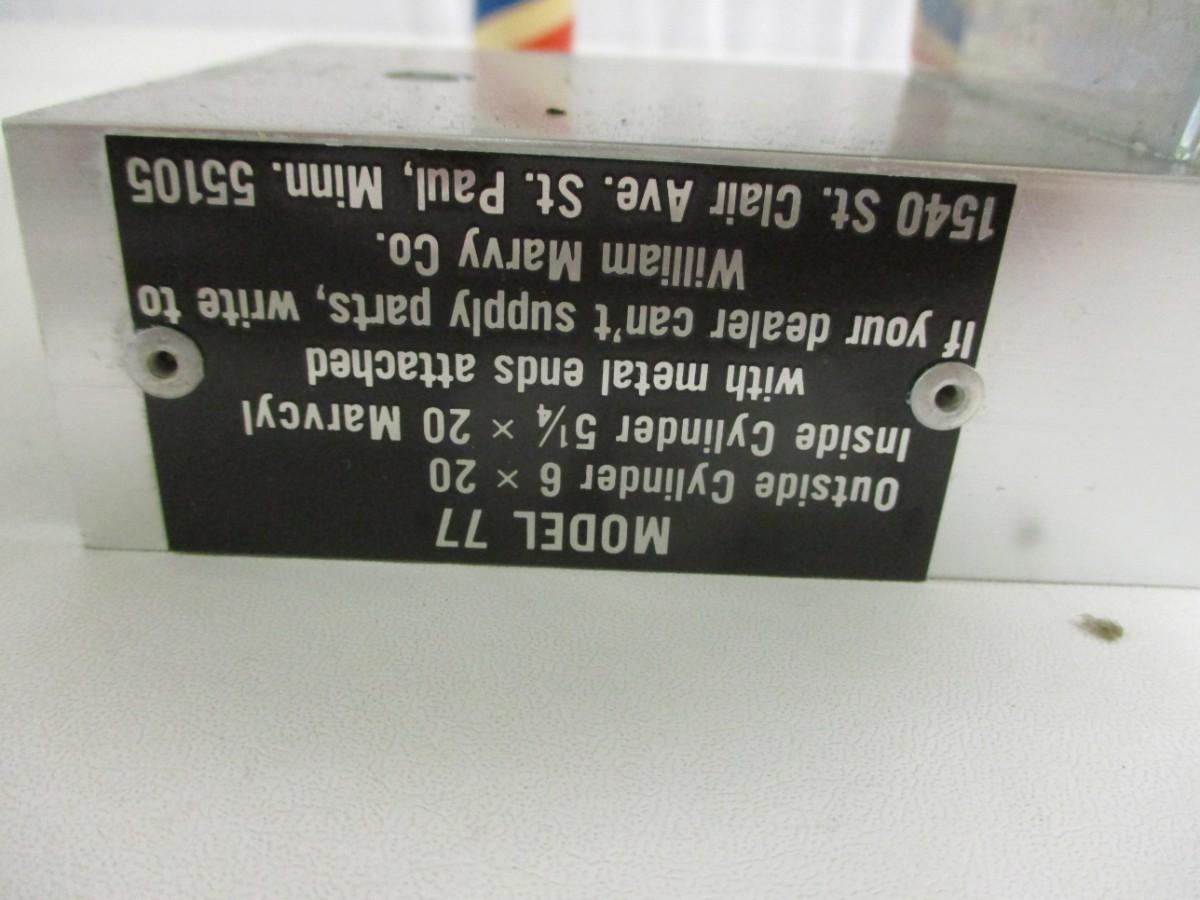 MODEL 77
Outside Cylinder 6 × 20
Inside Cylinder 5¼ × 20 Marvcyl
with metal ends attached
If your dealer can't supply parts, write to
William Marvy Co.
1540 St. Clair Ave. St. Paul, Minn. 55105